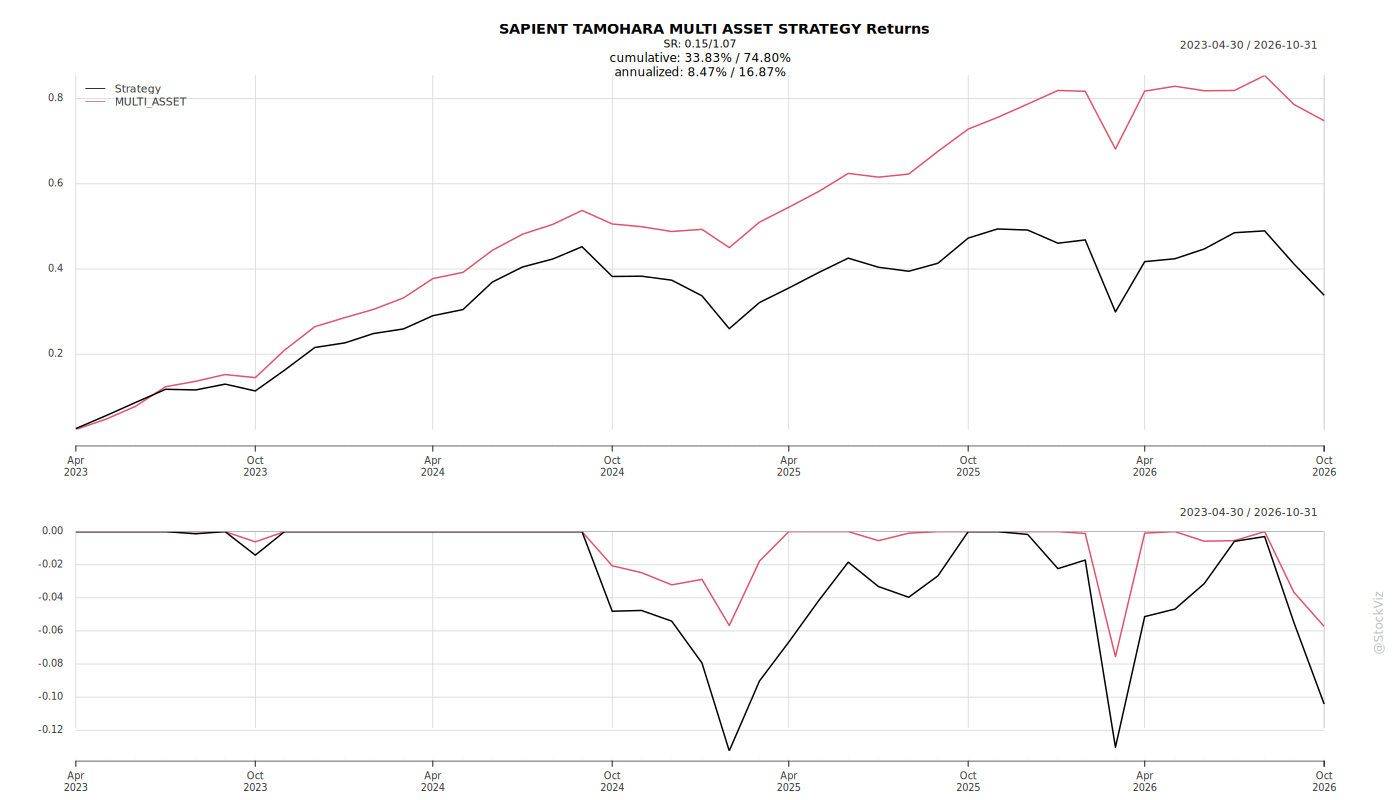 SAPIENT TAMOHARA MULTI ASSET STRATEGY Returns
SR: 0.15/1.07
cumulative: 33.83% / 74.80%
annualized: 8.47% / 16.87%
2023-04-30 / 2026-10-31
Strategy
MULTI_ASSET
0.8
0.6
0.4
0.2
Apr Oct Apr Oct Apr Oct Apr Oct
2023 2023 2024 2024 2025 2025 2026 2026
2023-04-30 / 2026-10-31
0.00
-0.02
-0.04
-0.06
-0.08
-0.10
-0.12
Apr Oct Apr Oct Apr Oct Apr Oct
2023 2023 2024 2024 2025 2025 2026 2026
@StockViz